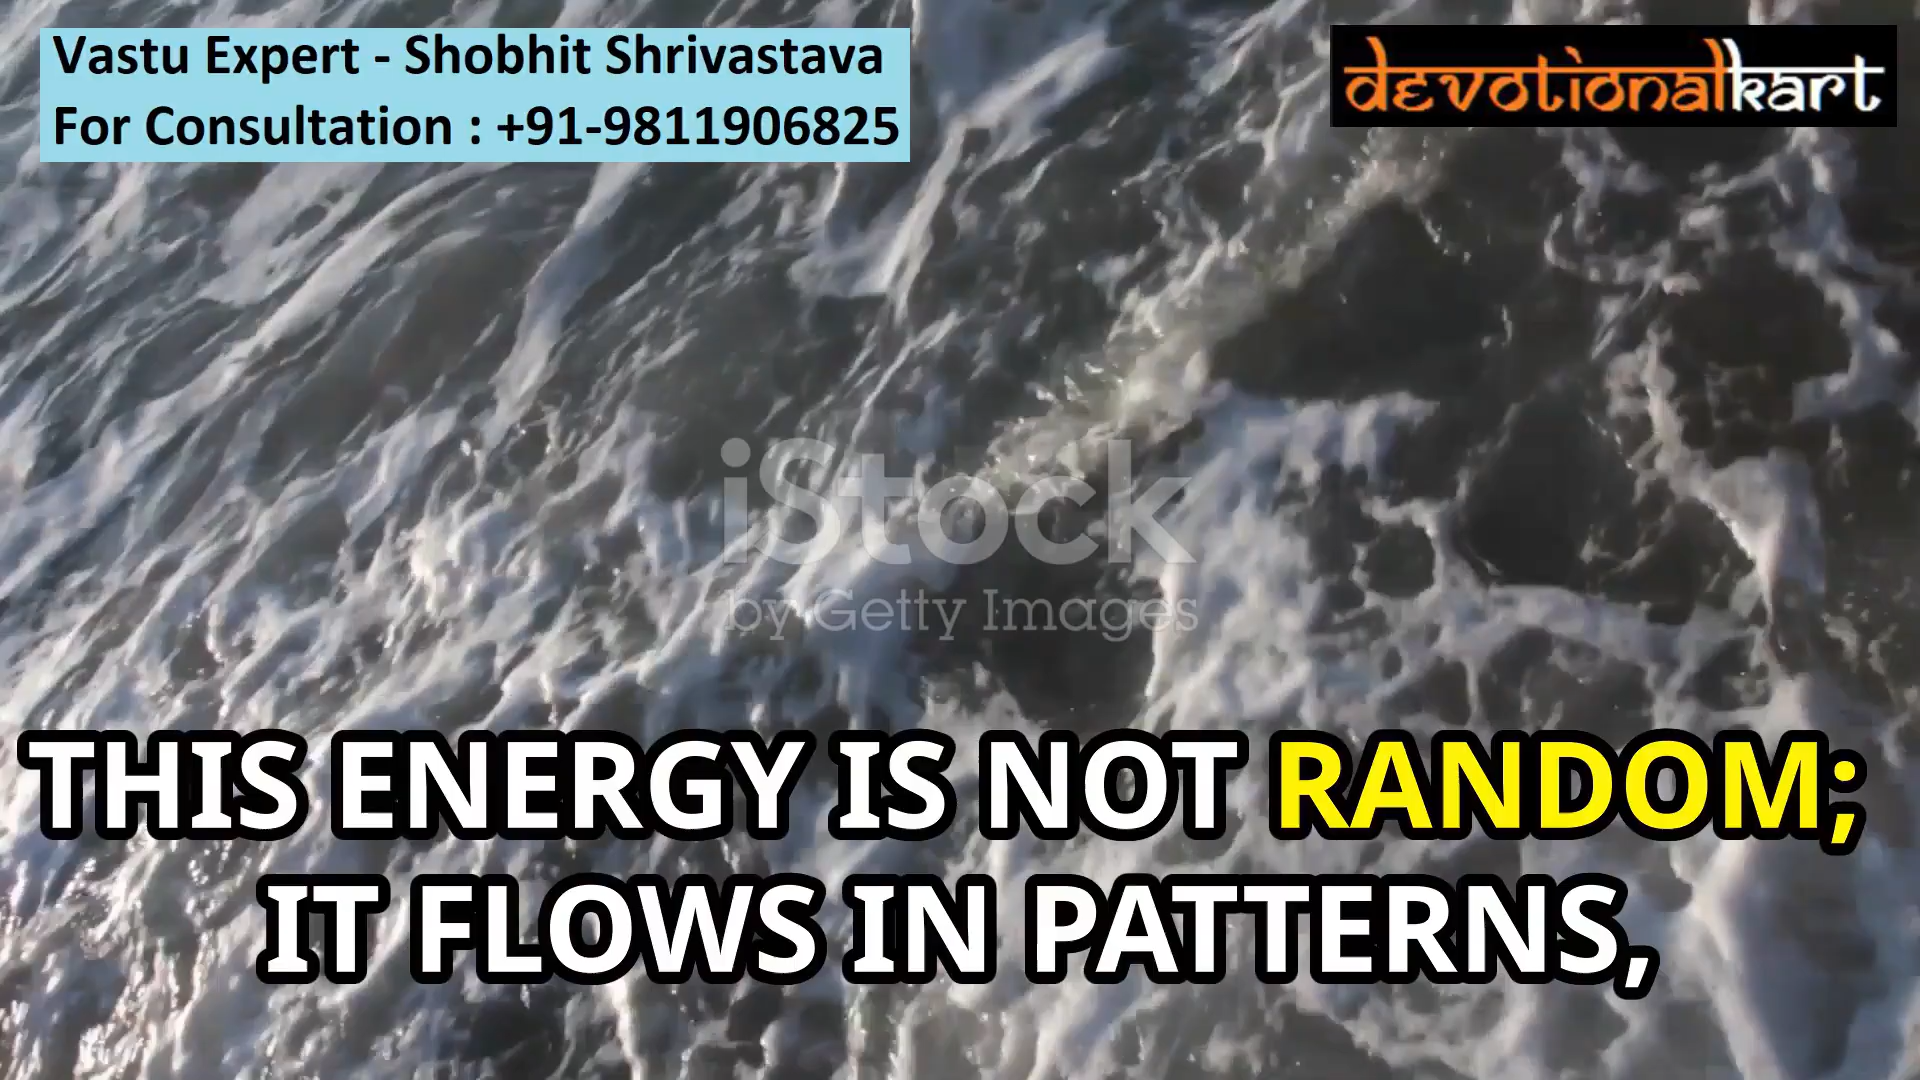 Vastu Expert - Shobhit Shrivastava
For Consultation : +91-9811906825
devotionalkart
iStock
by Getty Images
THIS ENERGY IS NOT RANDOM;
IT FLOWS IN PATTERNS,